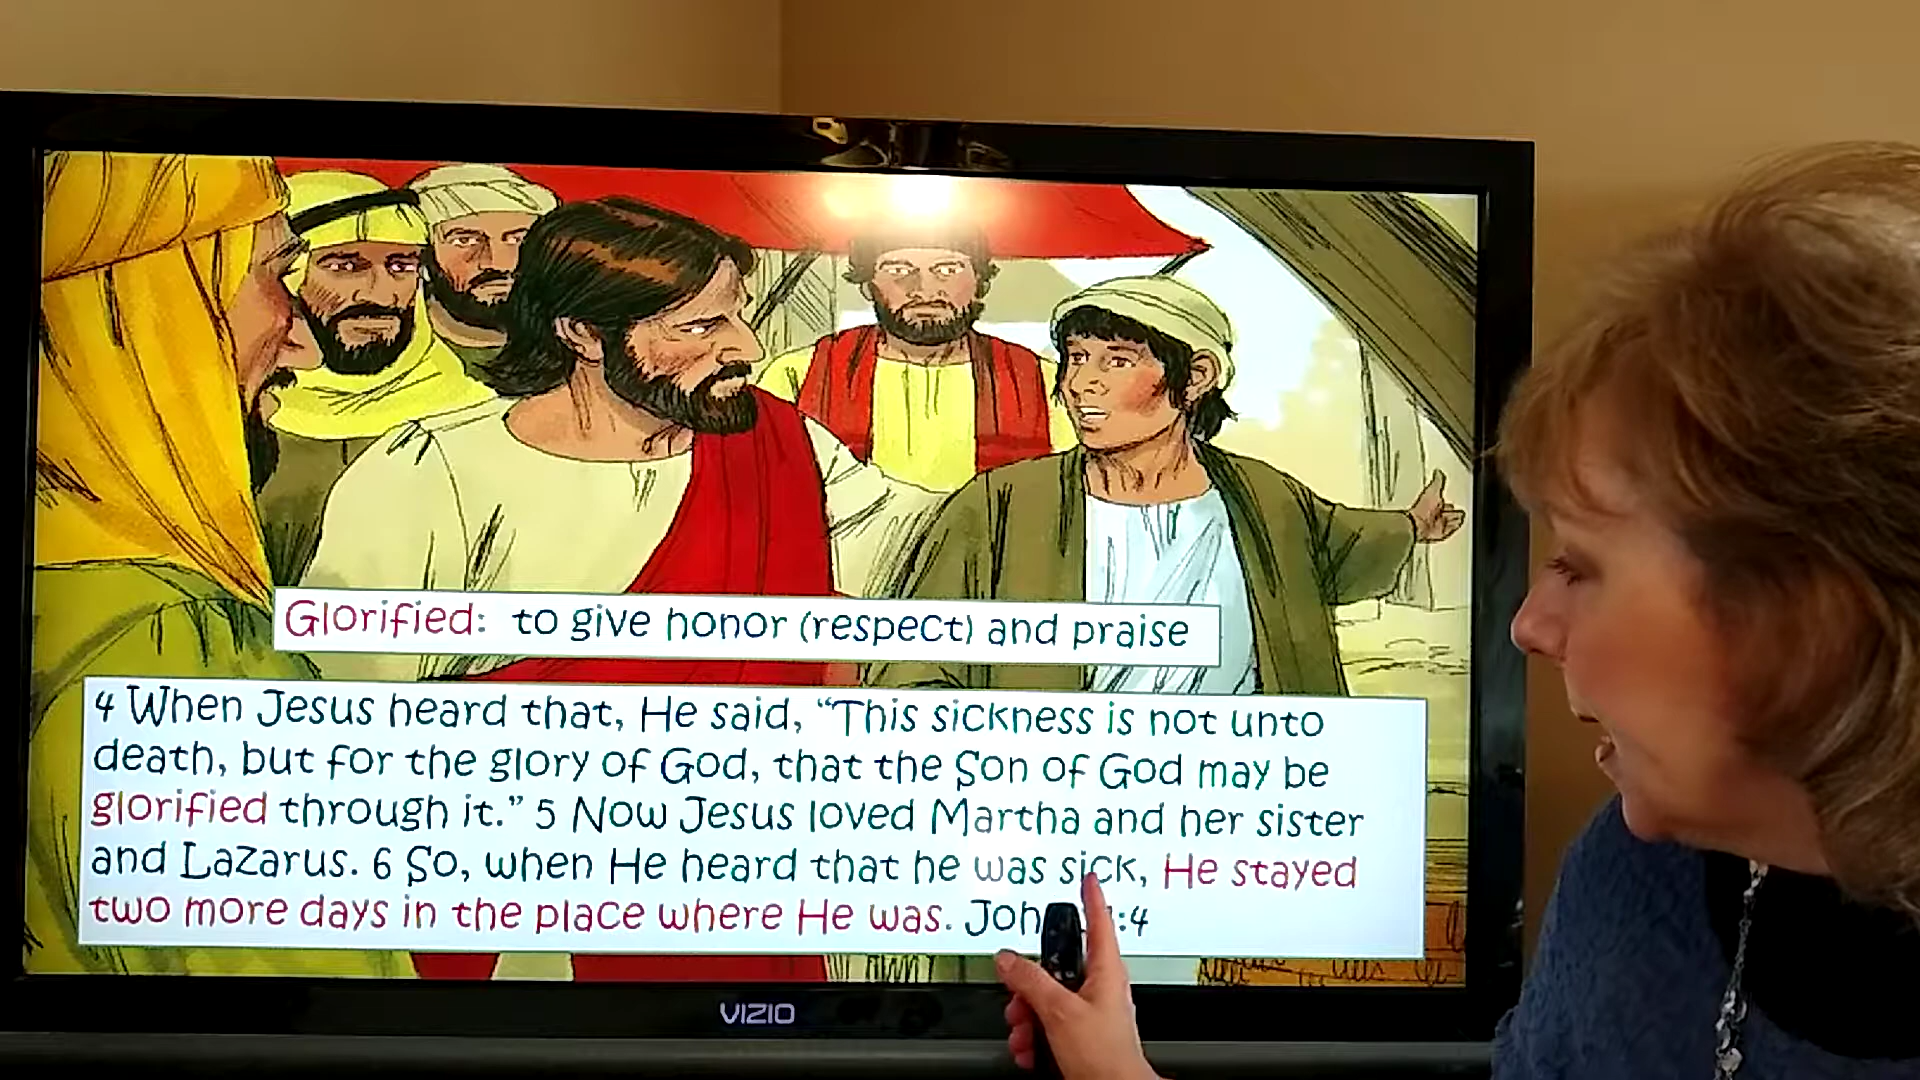 Glorified: to give honor (respect) and praise
4 When Jesus heard that, He said, “This sickness is not unto
death, but for the glory of God, that the Son of God may be
glorified through it.” 5 Now Jesus loved Martha and her sister
and Lazarus. 6 So, when He heard that he was sick, He stayed
two more days in the place where He was. Joh :4
VIZIO